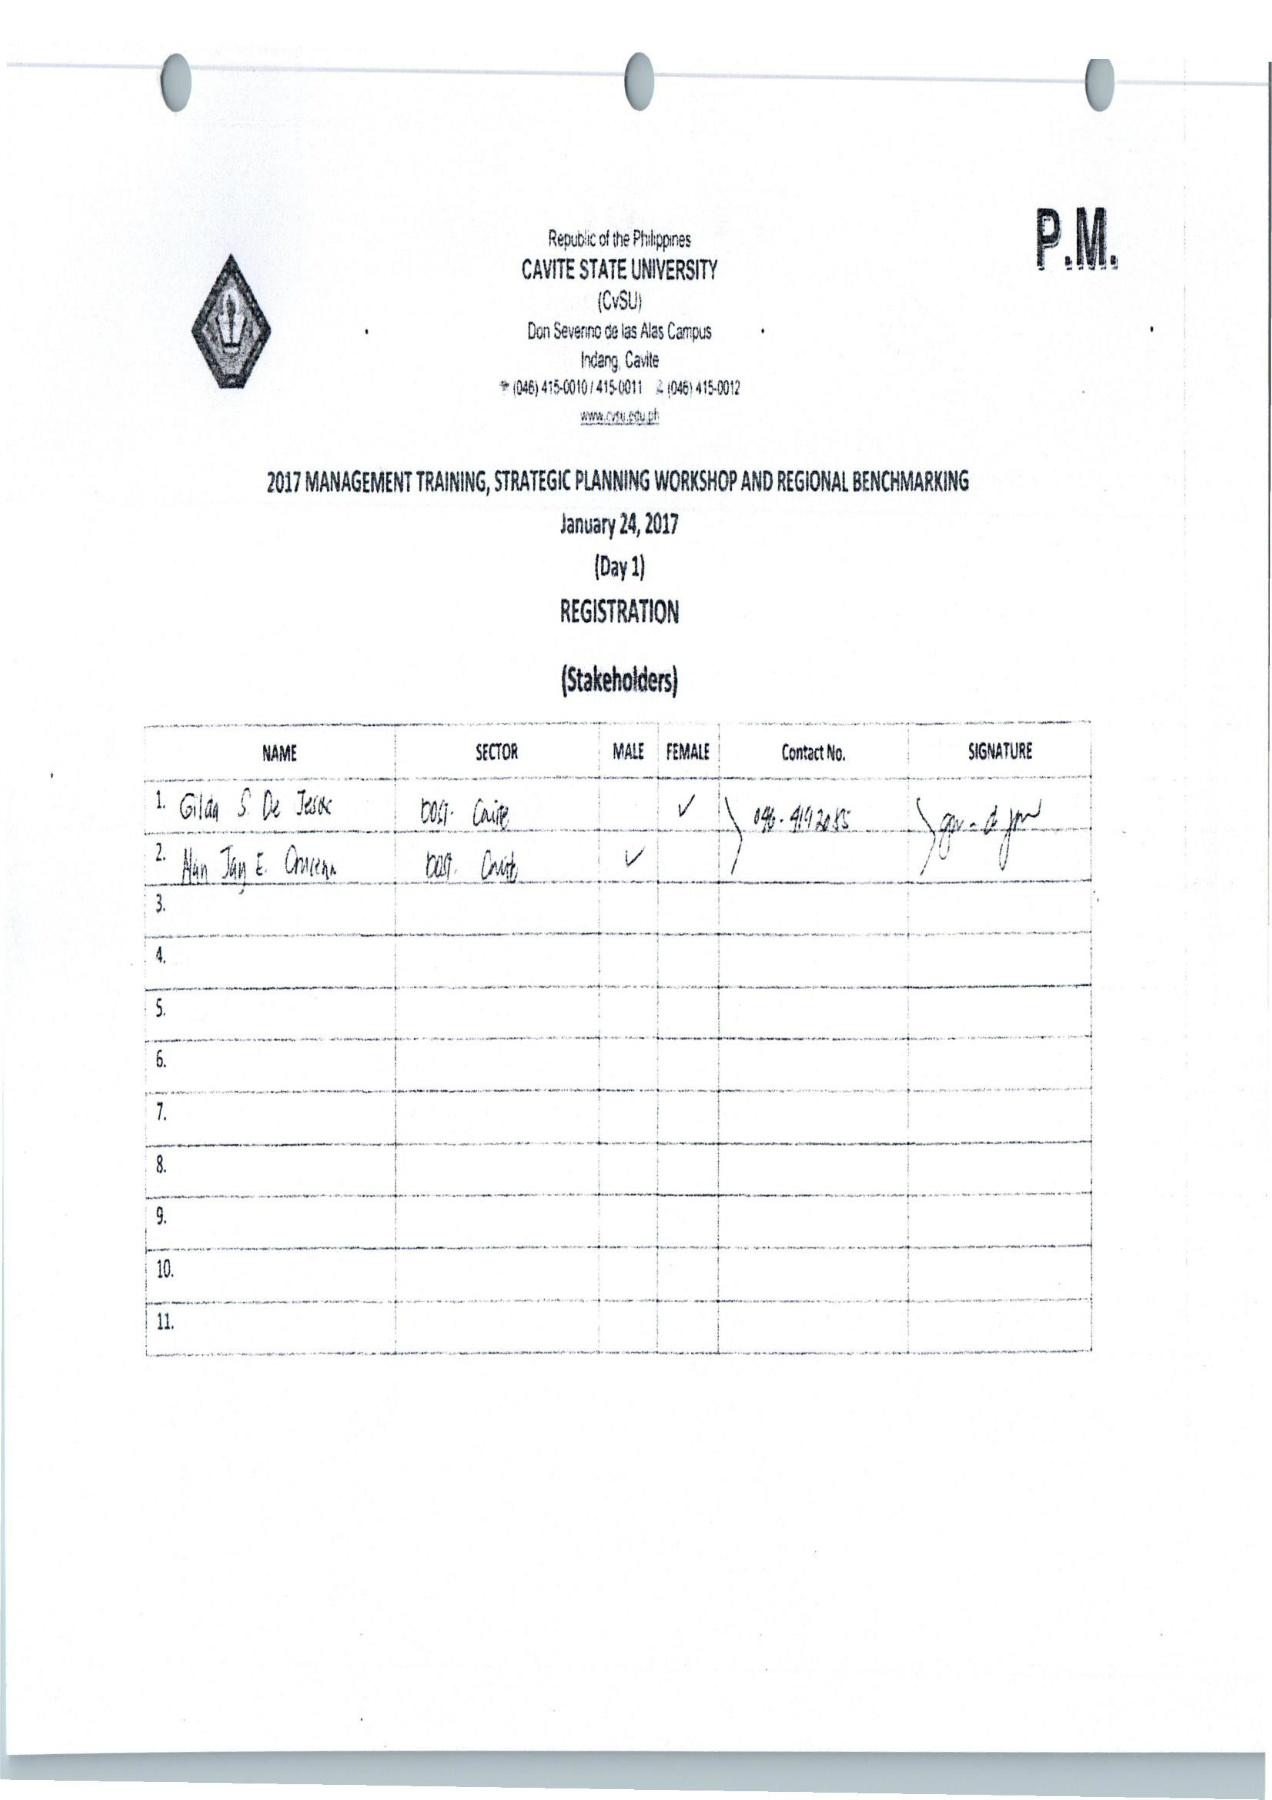 P.M.
Republic of the Philippines
CAVITE STATE UNIVERSITY
(CvSU)
Don Severino de las Alas Campus
Indang, Cavite
(046) 415-0010 / 415-0011 (046) 415-0012
www.cvsu.edu.ph
2017 MANAGEMENT TRAINING, STRATEGIC PLANNING WORKSHOP AND REGIONAL BENCHMARKING
January 24, 2017
(Day 1)
REGISTRATION
(Stakeholders)
NAME SECTOR MALE FEMALE Contact No. SIGNATURE
1. Gilda S. De Jesus DOST- Cavite ✓ 046-4192085
2. Jay E. DOST- Cavite ✓
3.
4.
5.
6.
7.
8.
9.
10.
11.